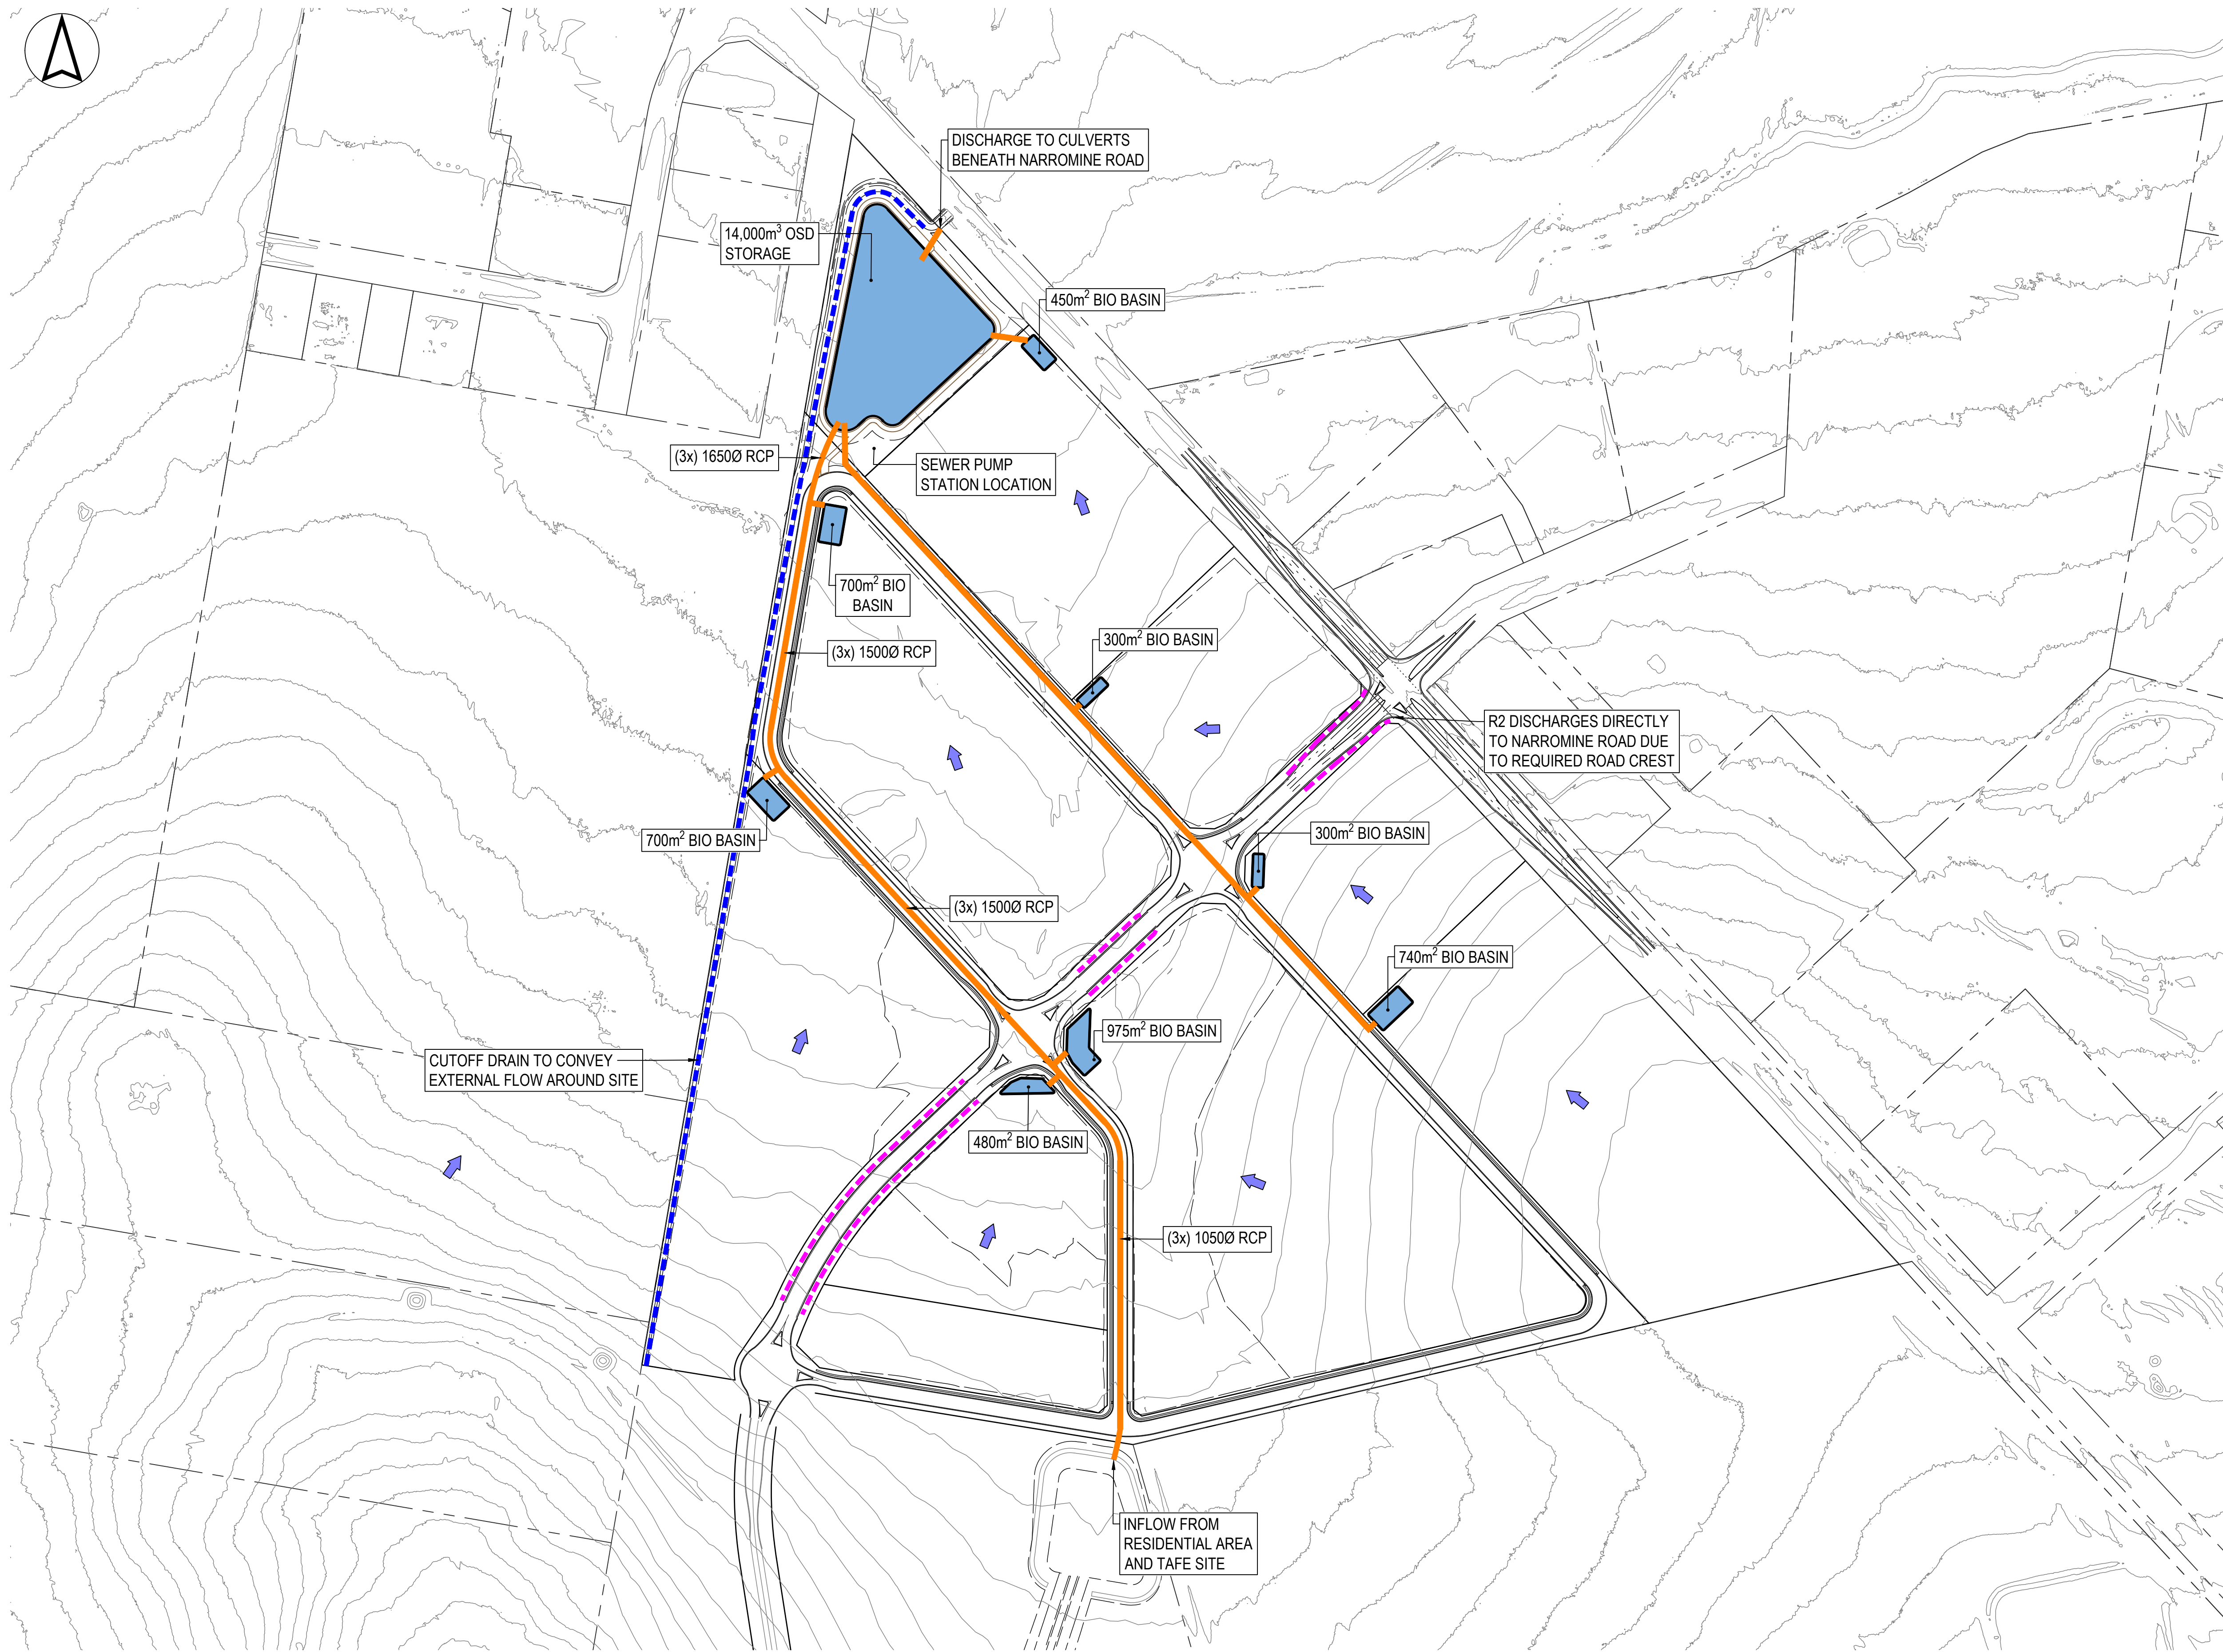 DISCHARGE TO CULVERTS
BENEATH NARROMINE ROAD
14,000m³ OSD
STORAGE
450m² BIO BASIN
(3x) 1650Ø RCP
SEWER PUMP
STATION LOCATION
700m² BIO
BASIN
300m² BIO BASIN
(3x) 1500Ø RCP
R2 DISCHARGES DIRECTLY
TO NARROMINE ROAD DUE
TO REQUIRED ROAD CREST
700m² BIO BASIN
300m² BIO BASIN
(3x) 1500Ø RCP
740m² BIO BASIN
975m² BIO BASIN
CUTOFF DRAIN TO CONVEY
EXTERNAL FLOW AROUND SITE
480m² BIO BASIN
(3x) 1050Ø RCP
INFLOW FROM
RESIDENTIAL AREA
AND TAFE SITE